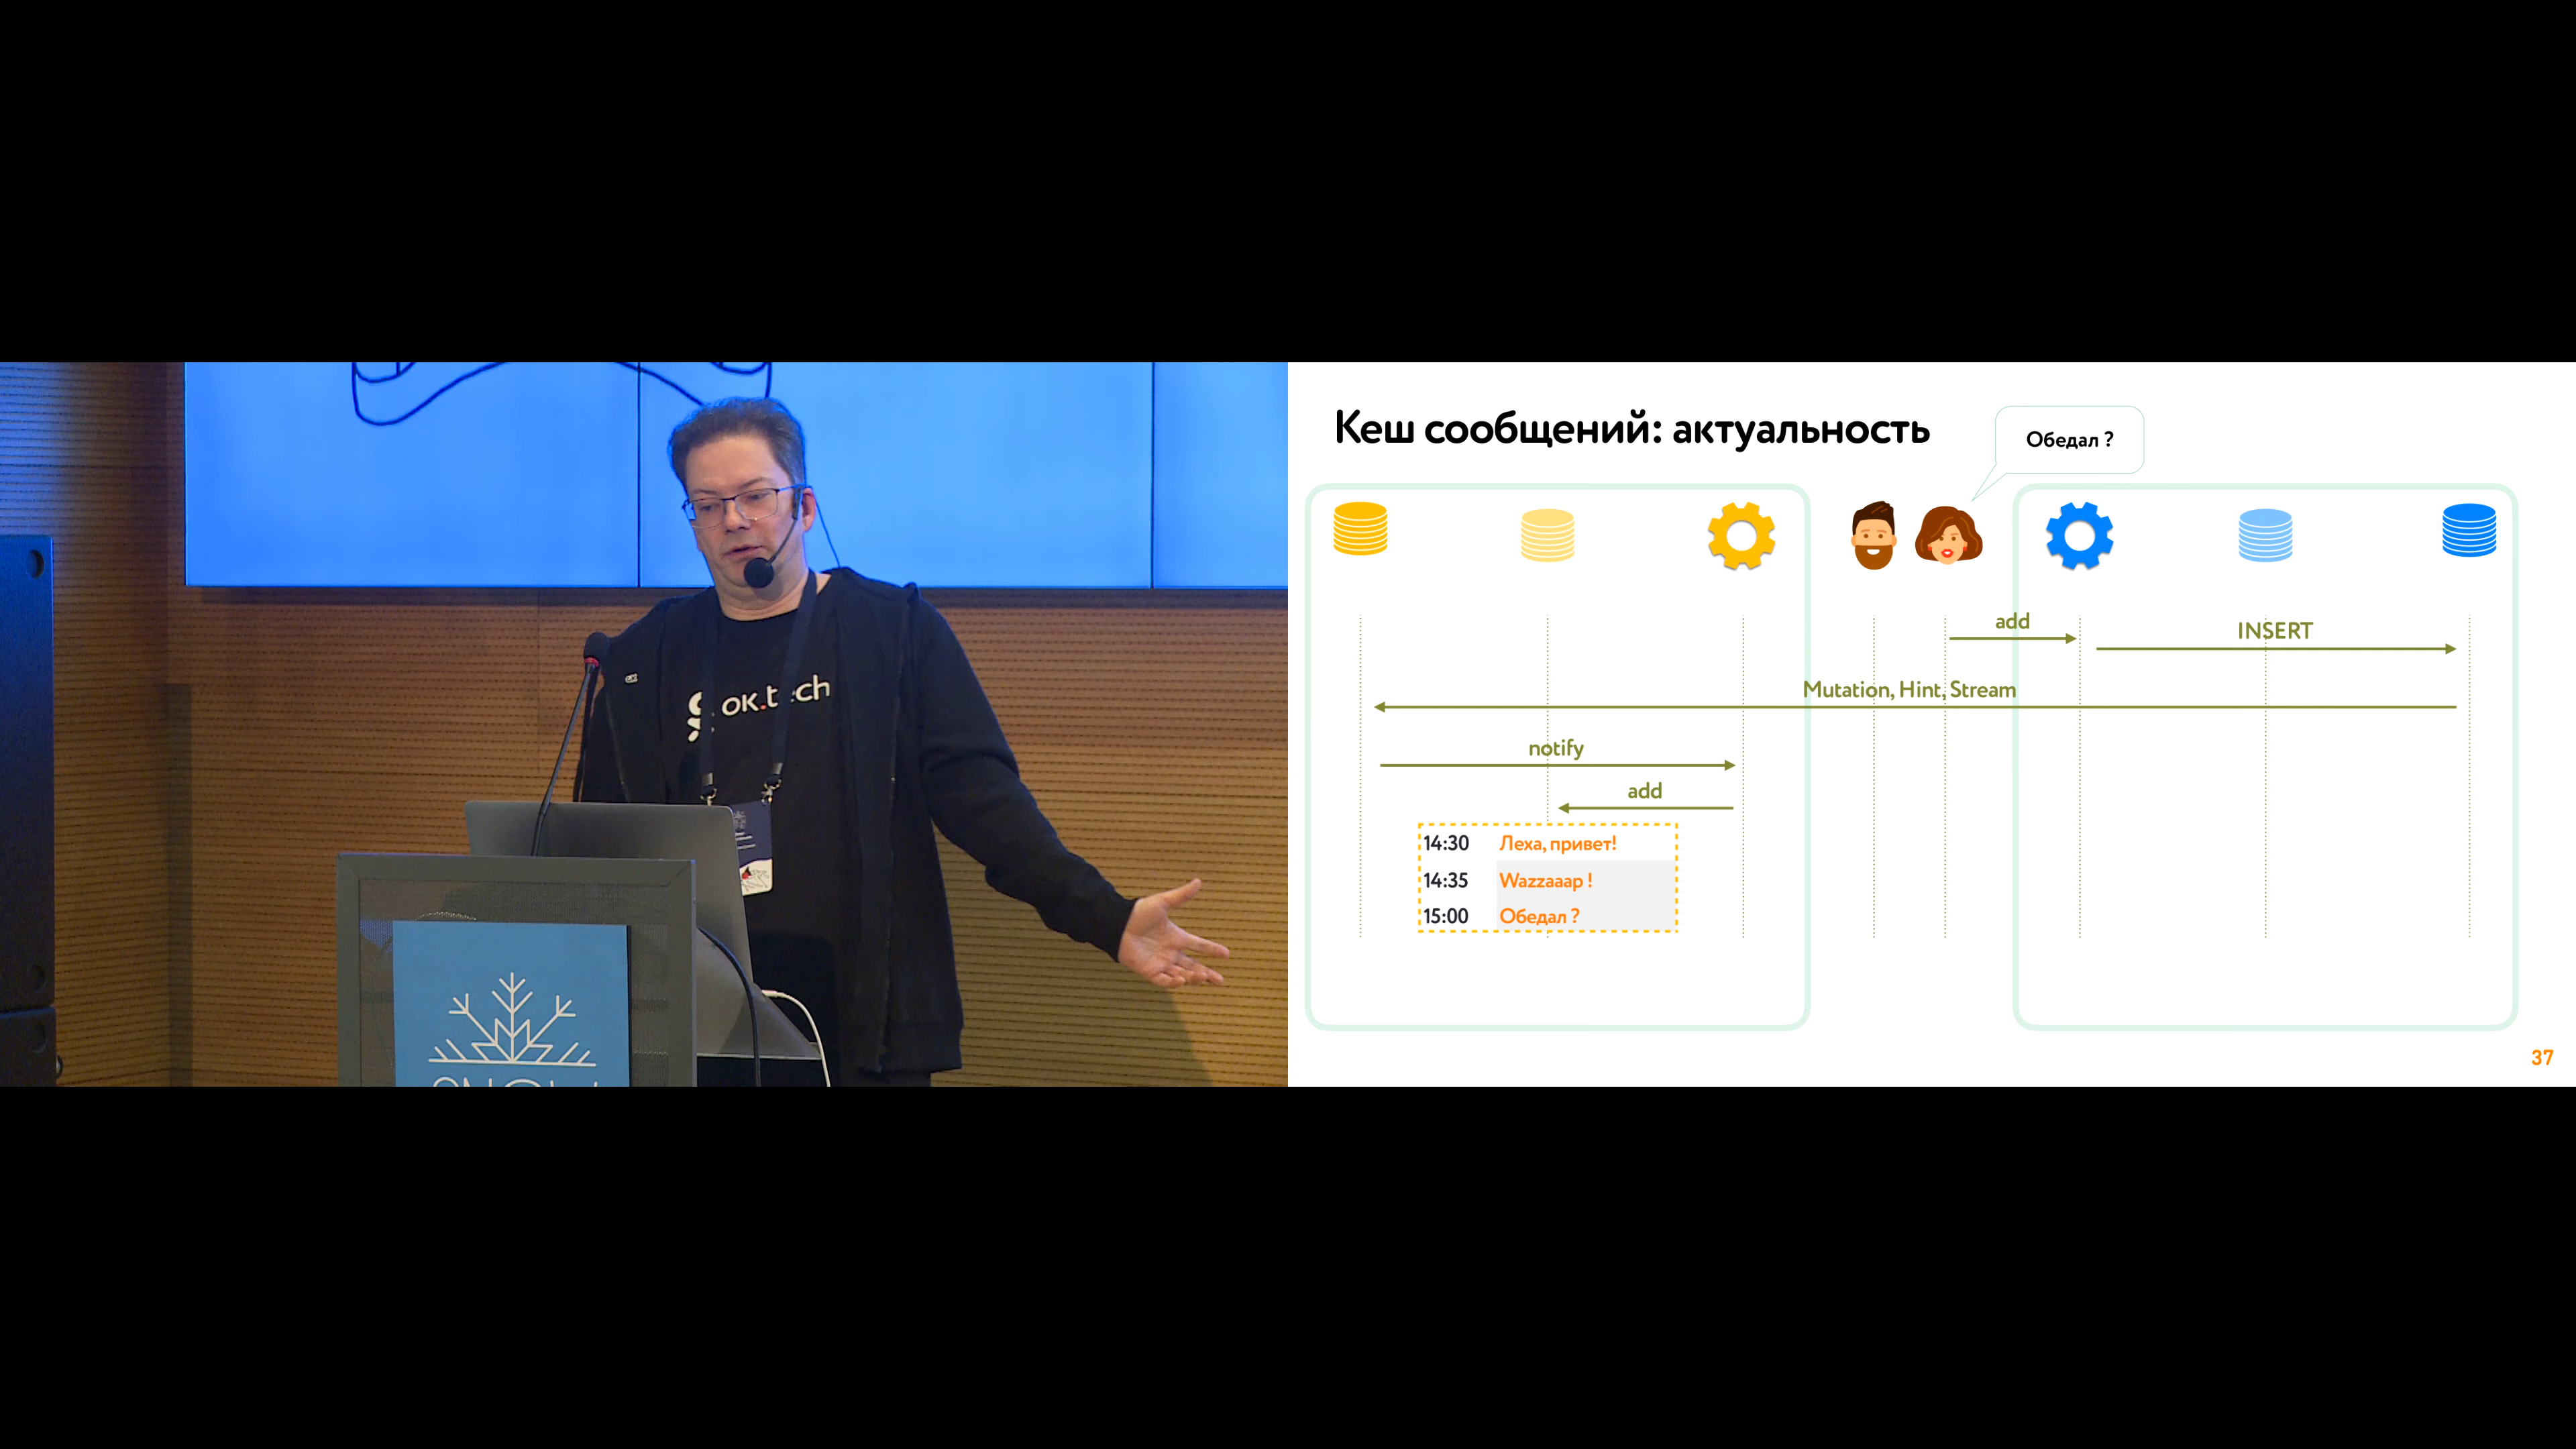 ok.tech
Кеш сообщений: актуальность
Обедал ?
add
INSERT
Mutation, Hint, Stream
notify
add
14:30 Леха, привет!
14:35 Wazzaaap !
15:00 Обедал ?
37